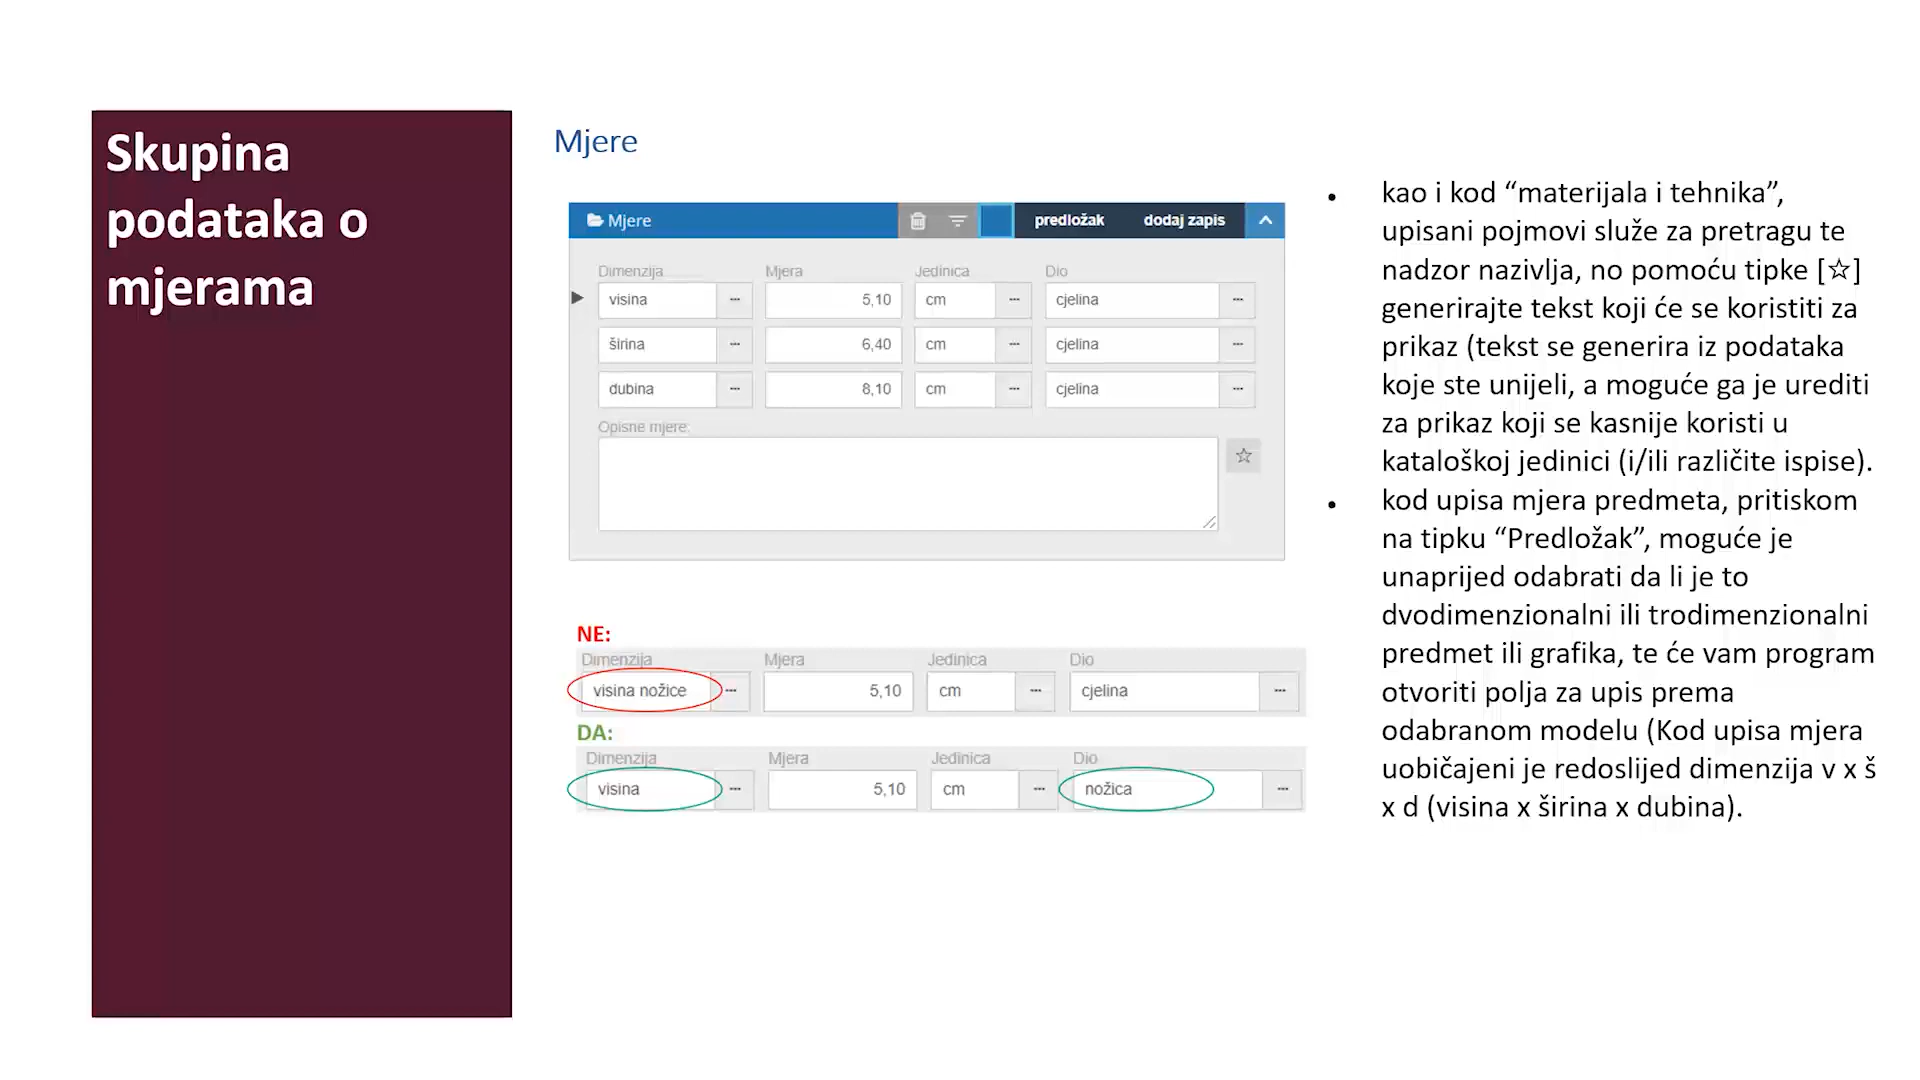 Skupina
podataka o
mjerama
Mjere
Mjere
predložak
dodaj zapis
Dimenzija Mjera Jedinica Dio
visina ... 5,10 cm ... cjelina ...
širina ... 6,40 cm ... cjelina ...
dubina ... 8,10 cm ... cjelina ...
Opisne mjere:
NE:
Dimenzija Mjera Jedinica Dio
visina nožice ... 5,10 cm ... cjelina ...
DA:
Dimenzija Mjera Jedinica Dio
visina ... 5,10 cm ... nožica ...
• kao i kod “materijala i tehnika”,
upisani pojmovi služe za pretragu te
nadzor nazivlja, no pomoću tipke [☆]
generirajte tekst koji će se koristiti za
prikaz (tekst se generira iz podataka
koje ste unijeli, a moguće ga je urediti
za prikaz koji se kasnije koristi u
kataloškoj jedinici (i/ili različite ispise).
• kod upisa mjera predmeta, pritiskom
na tipku “Predložak”, moguće je
unaprijed odabrati da li je to
dvodimenzionalni ili trodimenzionalni
predmet ili grafika, te će vam program
otvoriti polja za upis prema
odabranom modelu (Kod upisa mjera
uobičajeni je redoslijed dimenzija v x š
x d (visina x širina x dubina).